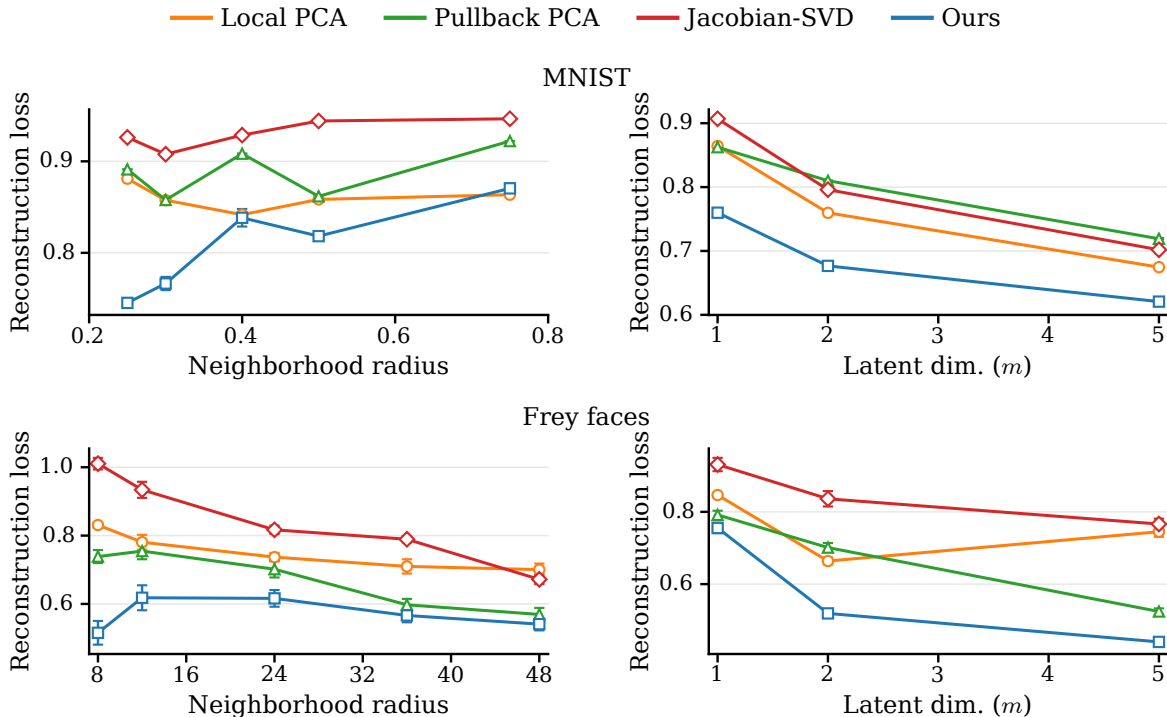 Local PCA Pullback PCA Jacobian-SVD Ours
MNIST
Reconstruction loss
0.9
0.8
0.2 0.4 0.6 0.8
Neighborhood radius
Reconstruction loss
0.9
0.8
0.7
0.6
1 2 3 4 5
Latent dim. (m)
Frey faces
Reconstruction loss
1.0
0.8
0.6
8 16 24 32 40 48
Neighborhood radius
Reconstruction loss
0.8
0.6
1 2 3 4 5
Latent dim. (m)